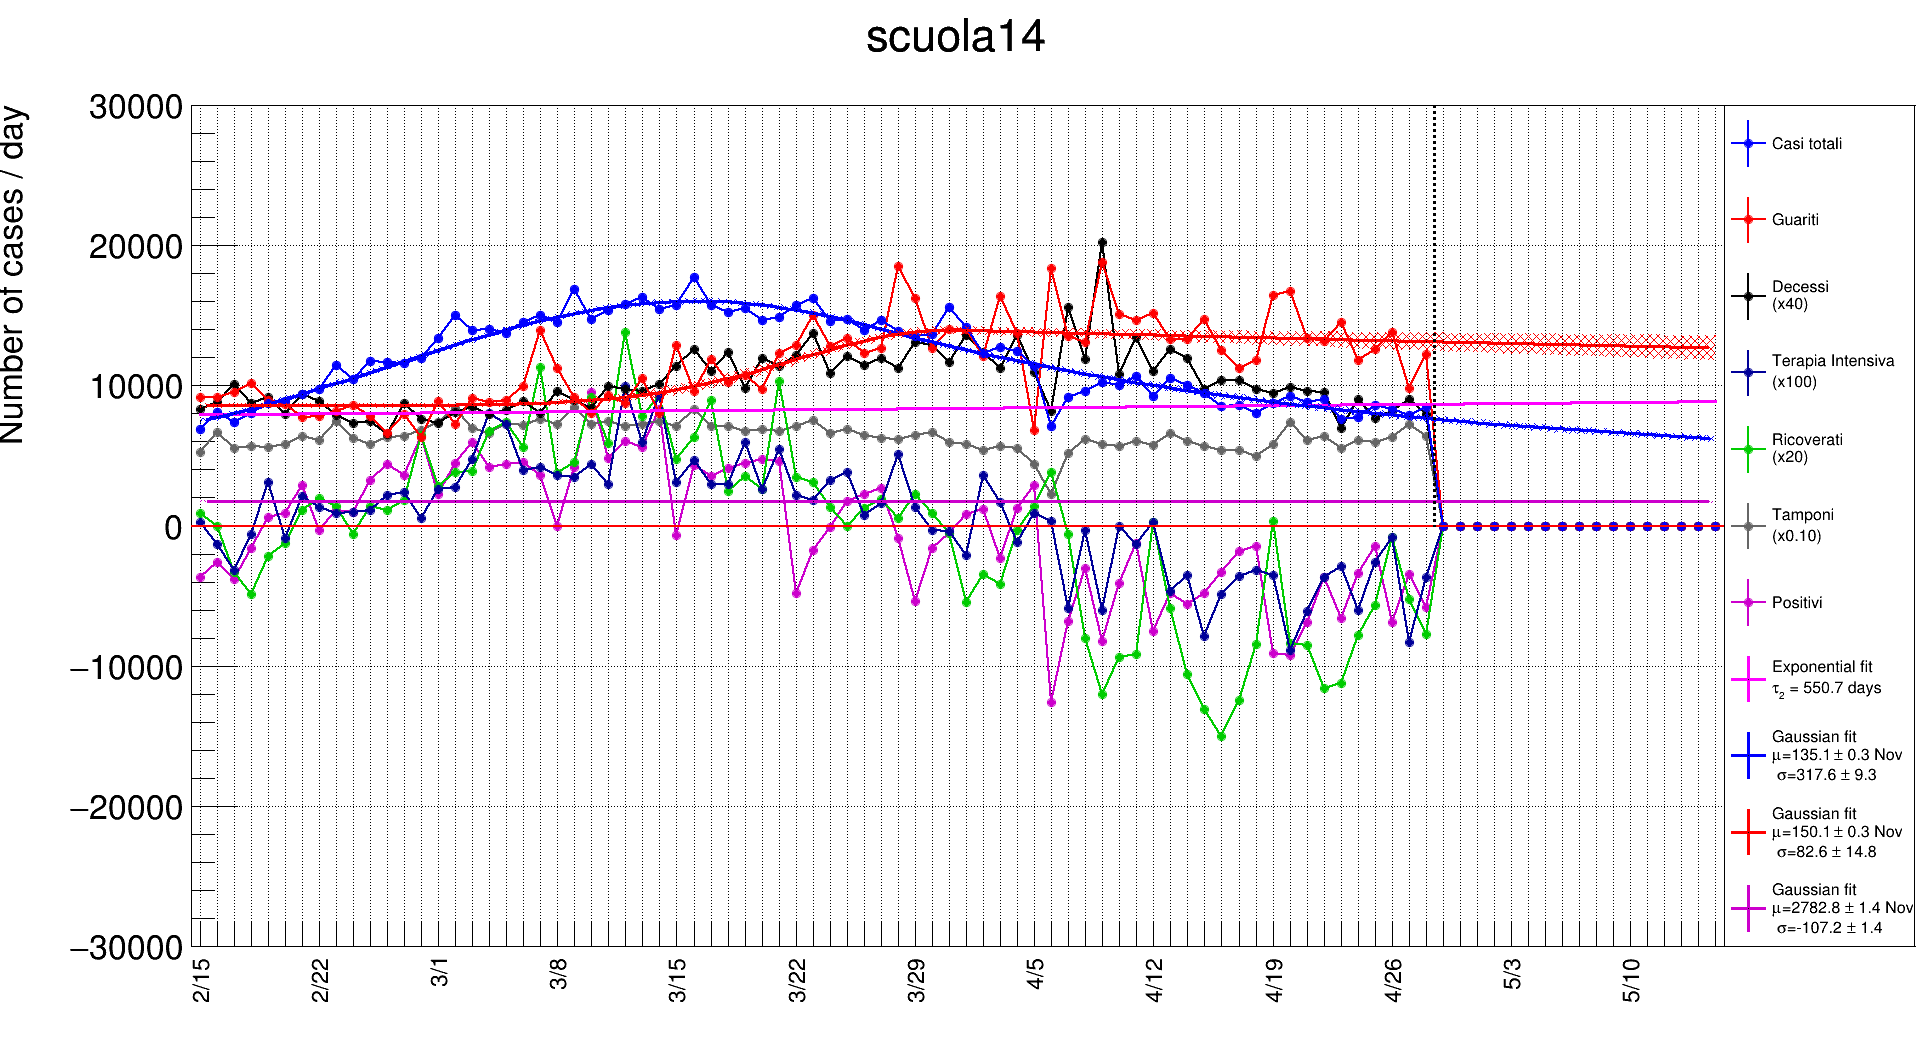 scuola14
Number of cases / day
30000
20000
10000
0
−10000
−20000
−30000
2/15
2/22
3/1
3/8
3/15
3/22
3/29
4/5
4/12
4/19
4/26
5/3
5/10
Casi totali
Guariti
Decessi
(x40)
Terapia Intensiva
(x100)
Ricoverati
(x20)
Tamponi
(x0.10)
Positivi
Exponential fit
τ2 = 550.7 days
Gaussian fit
μ=135.1 ± 0.3 Nov
σ=317.6 ± 9.3
Gaussian fit
μ=150.1 ± 0.3 Nov
σ=82.6 ± 14.8
Gaussian fit
μ=2782.8 ± 1.4 Nov
σ=-107.2 ± 1.4